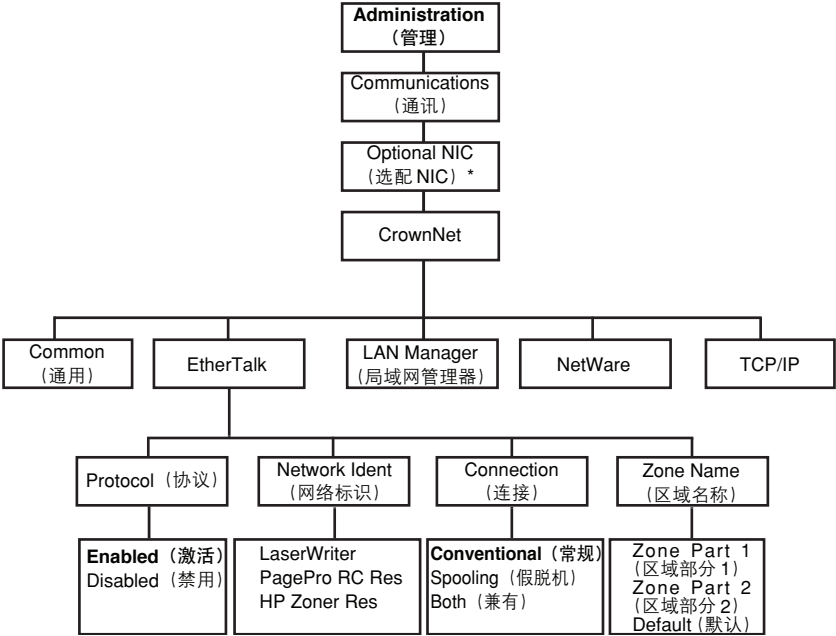 Administration
（管理）
Communications
（通讯）
Optional NIC
（选配 NIC）*
CrownNet
Common
（通用）
EtherTalk
LAN Manager
（局域网管理器）
NetWare
TCP/IP
Protocol（协议）
Network Ident
（网络标识）
Connection
（连接）
Zone Name
（区域名称）
Enabled（激活）
Disabled（禁用）
LaserWriter
PagePro RC Res
HP Zoner Res
Conventional（常规）
Spooling（假脱机）
Both（兼有）
Zone Part 1
（区域部分 1）
Zone Part 2
（区域部分 2）
Default（默认）